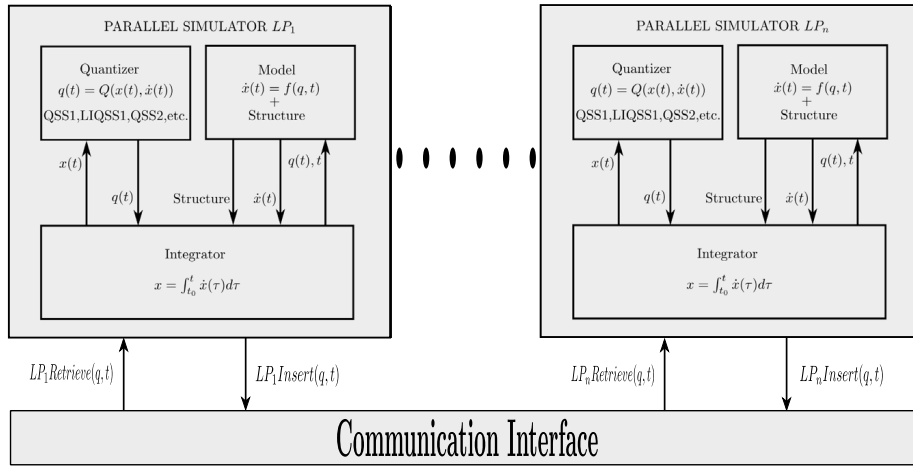 PARALLEL SIMULATOR LP₁
Quantizer
q(t) = Q(x(t), ẋ(t))
QSS1,LIQSS1,QSS2,etc.
Model
ẋ(t) = f(q, t)
+
Structure
x(t)
q(t)
Structure
ẋ(t)
q(t), t
Integrator
x = ∫_{t₀}^{t} ẋ(τ)dτ
PARALLEL SIMULATOR LPₙ
Quantizer
q(t) = Q(x(t), ẋ(t))
QSS1,LIQSS1,QSS2,etc.
Model
ẋ(t) = f(q, t)
+
Structure
x(t)
q(t)
Structure
ẋ(t)
q(t), t
Integrator
x = ∫_{t₀}^{t} ẋ(τ)dτ
LP₁Retrieve(q,t)
LP₁Insert(q,t)
LPₙRetrieve(q,t)
LPₙInsert(q,t)
Communication Interface